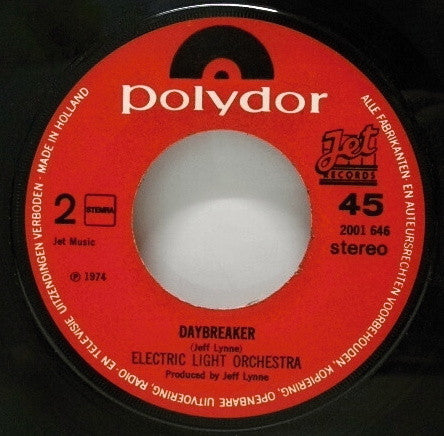 polydor
Jet
RECORDS
2 STEMRA
Jet Music
℗ 1974
45
2001 646
stereo
DAYBREAKER
(Jeff Lynne)
ELECTRIC LIGHT ORCHESTRA
Produced by Jeff Lynne
ALLE FABRIKANTEN- EN AUTEURSRECHTEN VOORBEHOUDEN, KOPIERING, OPENBARE UITVOERING, RADIO- EN TELEVISIE UITZENDINGEN VERBODEN - MADE IN HOLLAND